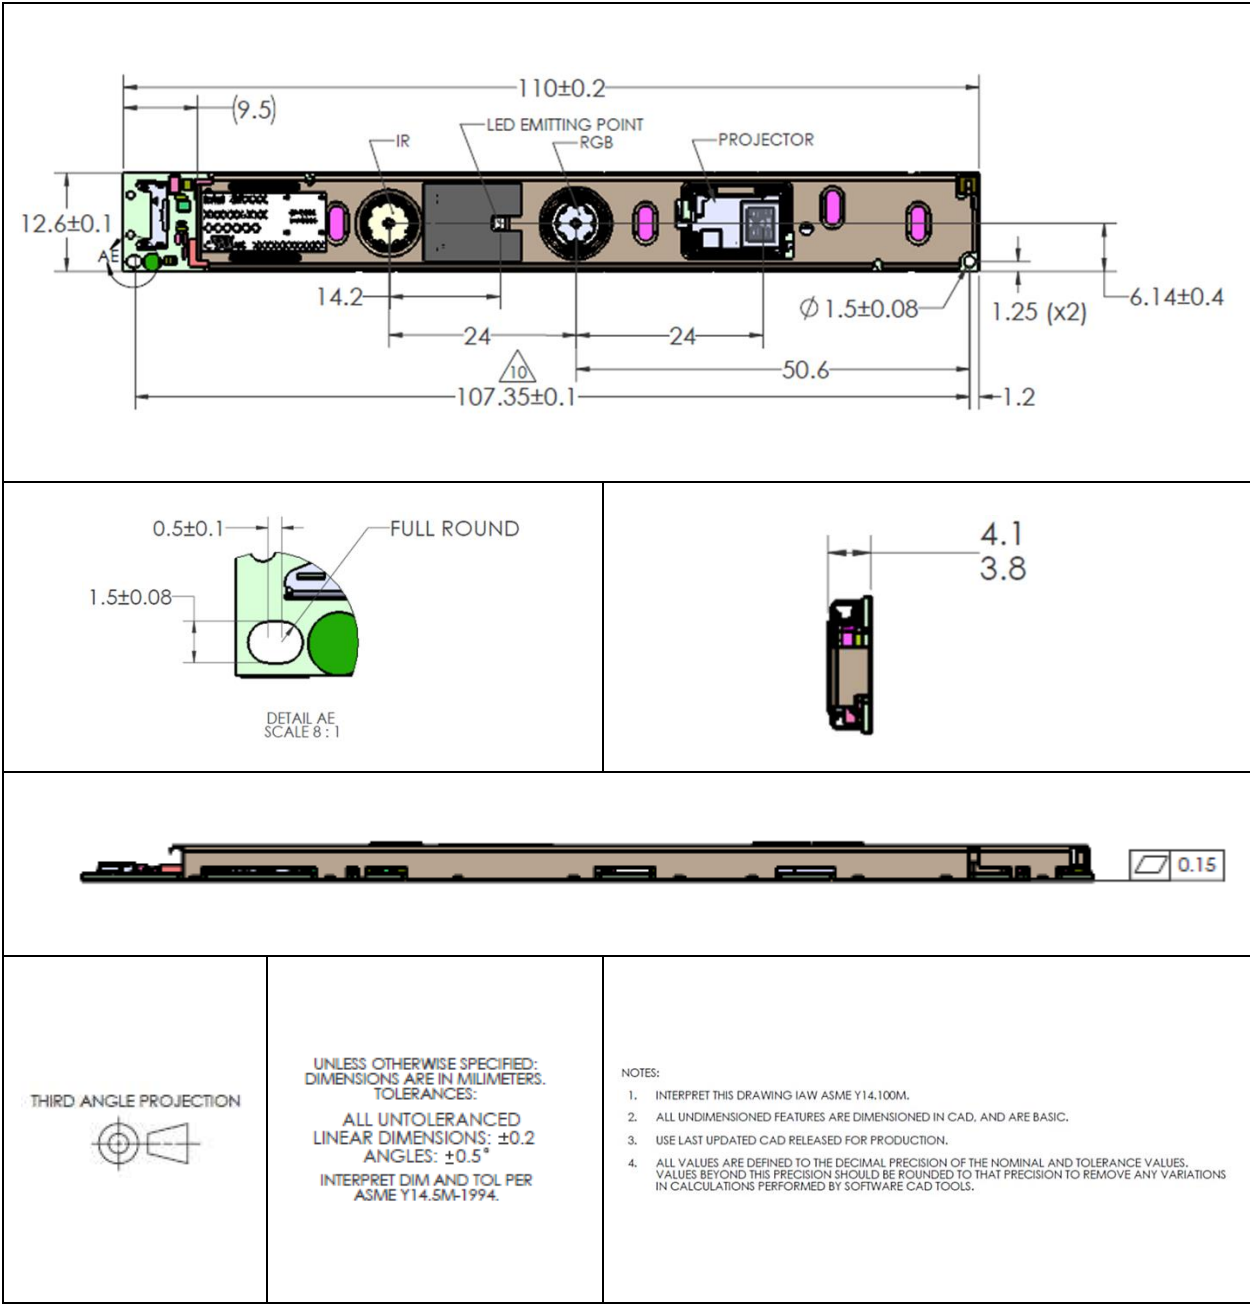 110±0.2
(9.5)
LED EMITTING POINT
IR
RGB
PROJECTOR
12.6±0.1
AE
14.2
Ø 1.5±0.08
1.25 (x2)
6.14±0.4
24
24
10
50.6
107.35±0.1
1.2
0.5±0.1
FULL ROUND
1.5±0.08
DETAIL AE
SCALE 8 : 1
4.1
3.8
0.15
THIRD ANGLE PROJECTION
UNLESS OTHERWISE SPECIFIED:
DIMENSIONS ARE IN MILIMETERS.
TOLERANCES:
ALL UNTOLERANCED
LINEAR DIMENSIONS: ±0.2
ANGLES: ±0.5°
INTERPRET DIM AND TOL PER
ASME Y14.5M-1994.
NOTES:
1. INTERPRET THIS DRAWING IAW ASME Y14.100M.
2. ALL UNDIMENSIONED FEATURES ARE DIMENSIONED IN CAD, AND ARE BASIC.
3. USE LAST UPDATED CAD RELEASED FOR PRODUCTION.
4. ALL VALUES ARE DEFINED TO THE DECIMAL PRECISION OF THE NOMINAL AND TOLERANCE VALUES.
VALUES BEYOND THIS PRECISION SHOULD BE ROUNDED TO THAT PRECISION TO REMOVE ANY VARIATIONS
IN CALCULATIONS PERFORMED BY SOFTWARE CAD TOOLS.